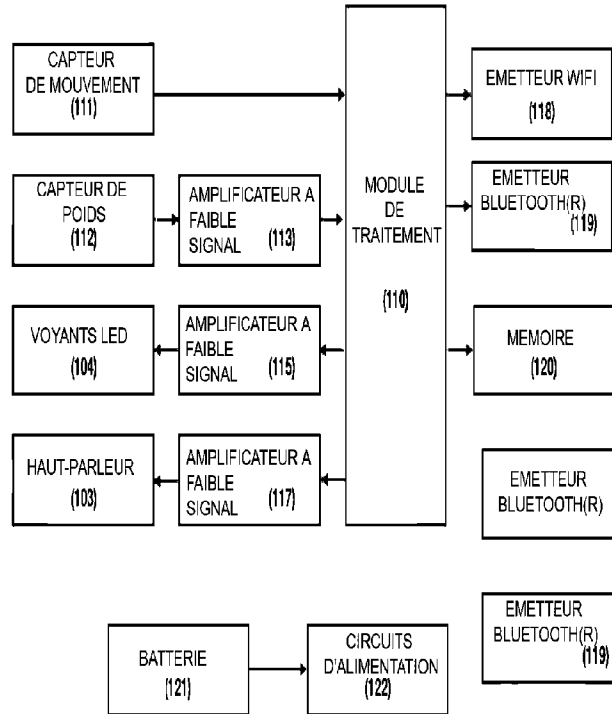 CAPTEUR
DE MOUVEMENT
(111)
EMETTEUR WIFI
(118)
CAPTEUR DE
POIDS
(112)
AMPLIFICATEUR A
FAIBLE
SIGNAL (113)
MODULE
DE
TRAITEMENT
(110)
EMETTEUR
BLUETOOTH(R)
(119)
VOYANTS LED
(104)
AMPLIFICATEUR A
FAIBLE
SIGNAL (115)
MEMOIRE
(120)
HAUT-PARLEUR
(103)
AMPLIFICATEUR A
FAIBLE
SIGNAL (117)
EMETTEUR
BLUETOOTH(R)
BATTERIE
(121)
CIRCUITS
D'ALIMENTATION
(122)
EMETTEUR
BLUETOOTH(R)
(119)